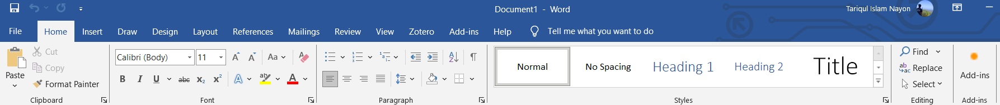 Document1 - Word
Tariqul Islam Nayon
File Home Insert Draw Design Layout References Mailings Review View Zotero Add-ins Help Tell me what you want to do
Paste
Cut
Copy
Format Painter
Clipboard
Calibri (Body) 11 Aa A
B I U abc x₂ x² A ab A
Font
Paragraph
Normal
No Spacing
Heading 1
Heading 2
Title
Styles
Find
Replace
Select
Editing
Add-ins
Add-ins